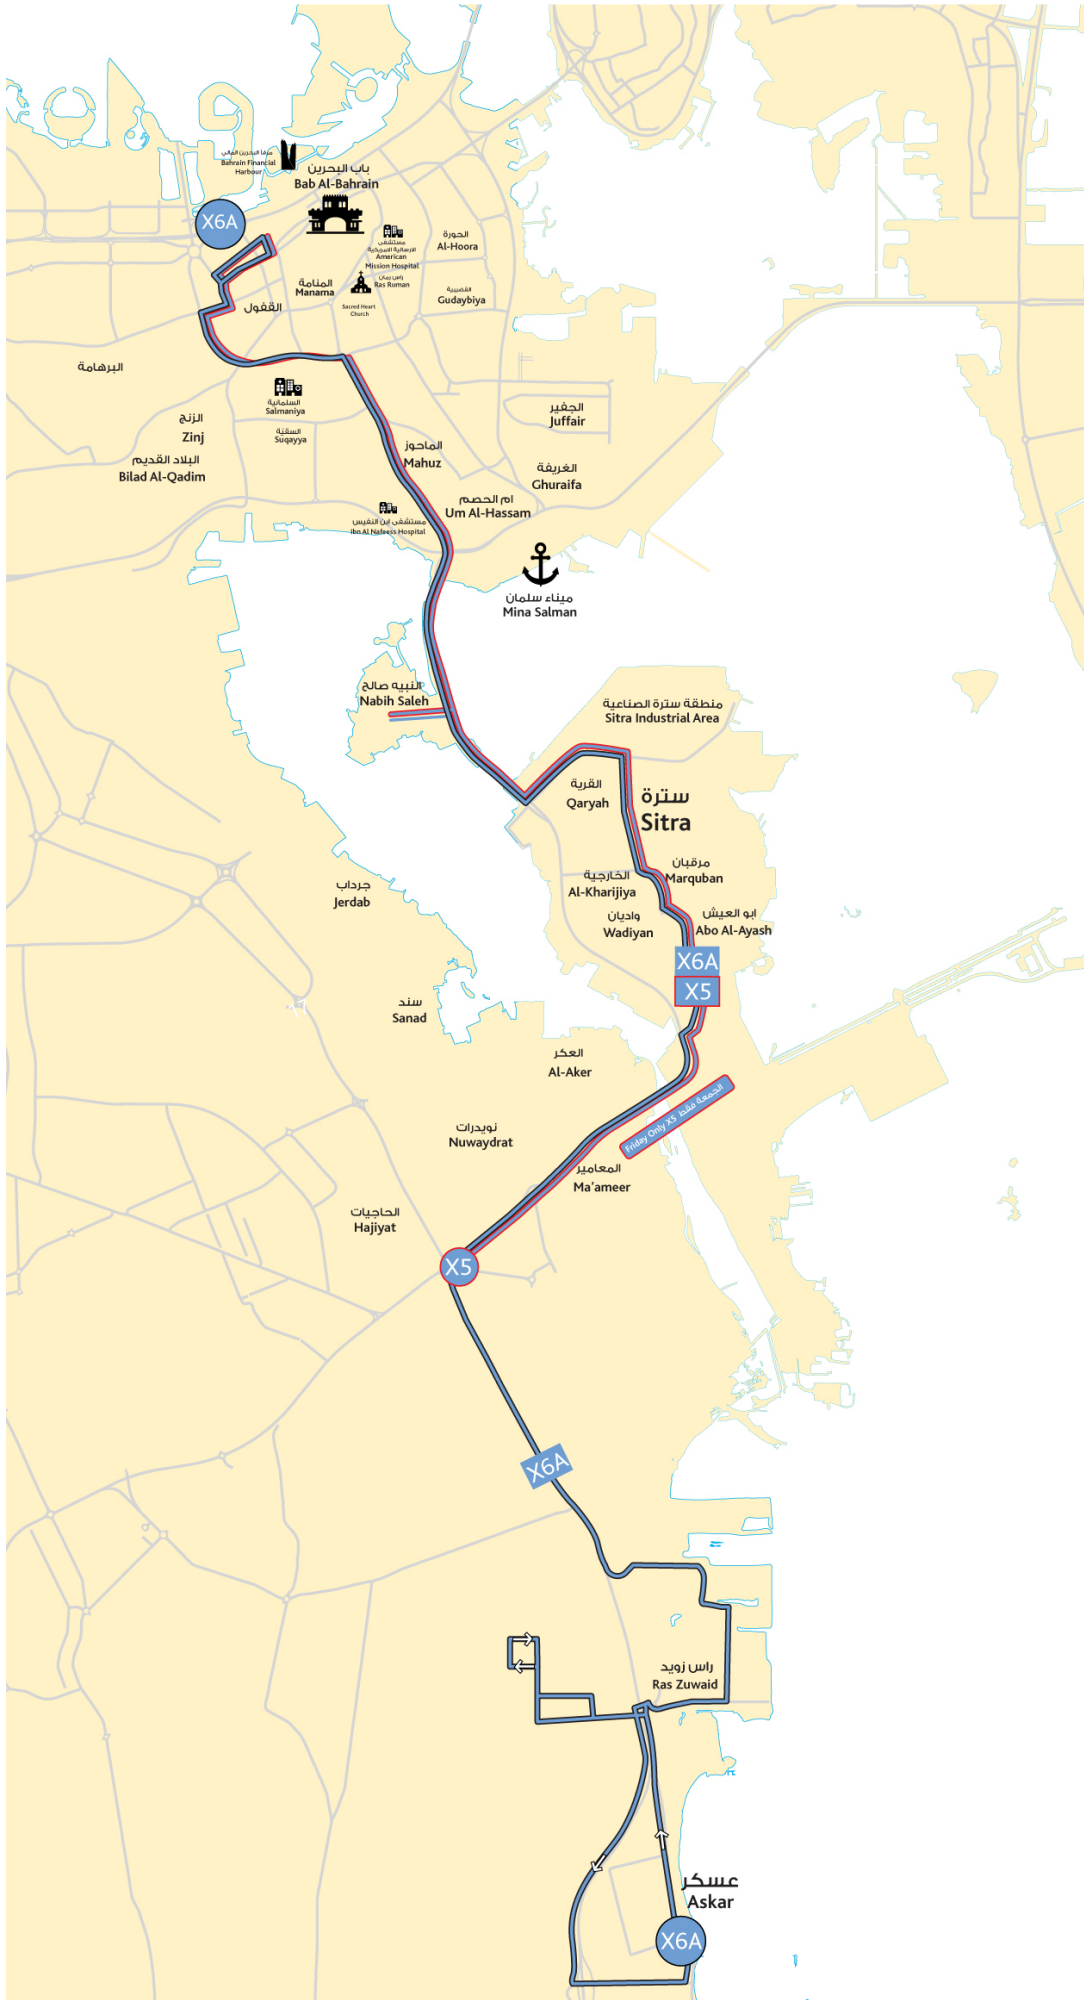 مرفأ البحرين المالي
Bahrain Financial
Harbour
باب البحرين
Bab Al-Bahrain
X6A
مستشفى
الارسالية الامريكية
American
Mission Hospital
الحورة
Al-Hoora
راس رمان
Ras Ruman
المنامة
Manama
القضيبية
Gudaybiya
القفول
Sacred Heart
Church
البرهامة
السلمانية
Salmaniya
الجفير
Juffair
الزنج
Zinj
السقية
Suqayya
الماحوز
Mahuz
البلاد القديم
Bilad Al-Qadim
الغريفة
Ghuraifa
ام الحصم
Um Al-Hassam
مستشفى ابن النفيس
Ibn Al Nafeess Hospital
ميناء سلمان
Mina Salman
النبيه صالح
Nabih Saleh
منطقة سترة الصناعية
Sitra Industrial Area
القرية
Qaryah
سترة
Sitra
مرقبان
Marquban
الخارجية
Al-Kharijiya
جرداب
Jerdab
واديان
Wadiyan
ابو العيش
Abo Al-Ayash
X6A
X5
سند
Sanad
العكر
Al-Aker
الجمعة فقط Friday Only X5
نويدرات
Nuwaydrat
المعامير
Ma'ameer
الحاجيات
Hajiyat
X5
X6A
راس زويد
Ras Zuwaid
عسكر
Askar
X6A